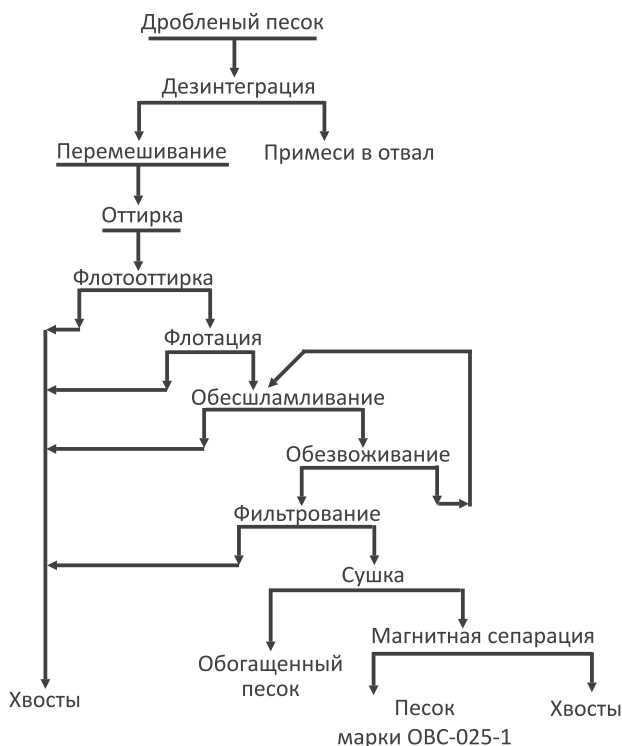 Дробленый песок
Дезинтеграция
Перемешивание
Примеси в отвал
Оттирка
Флотооттирка
Флотация
Обесшламливание
Обезвоживание
Фильтрование
Сушка
Магнитная сепарация
Обогащенный
песок
Хвосты
Песок
марки ОВС-025-1
Хвосты